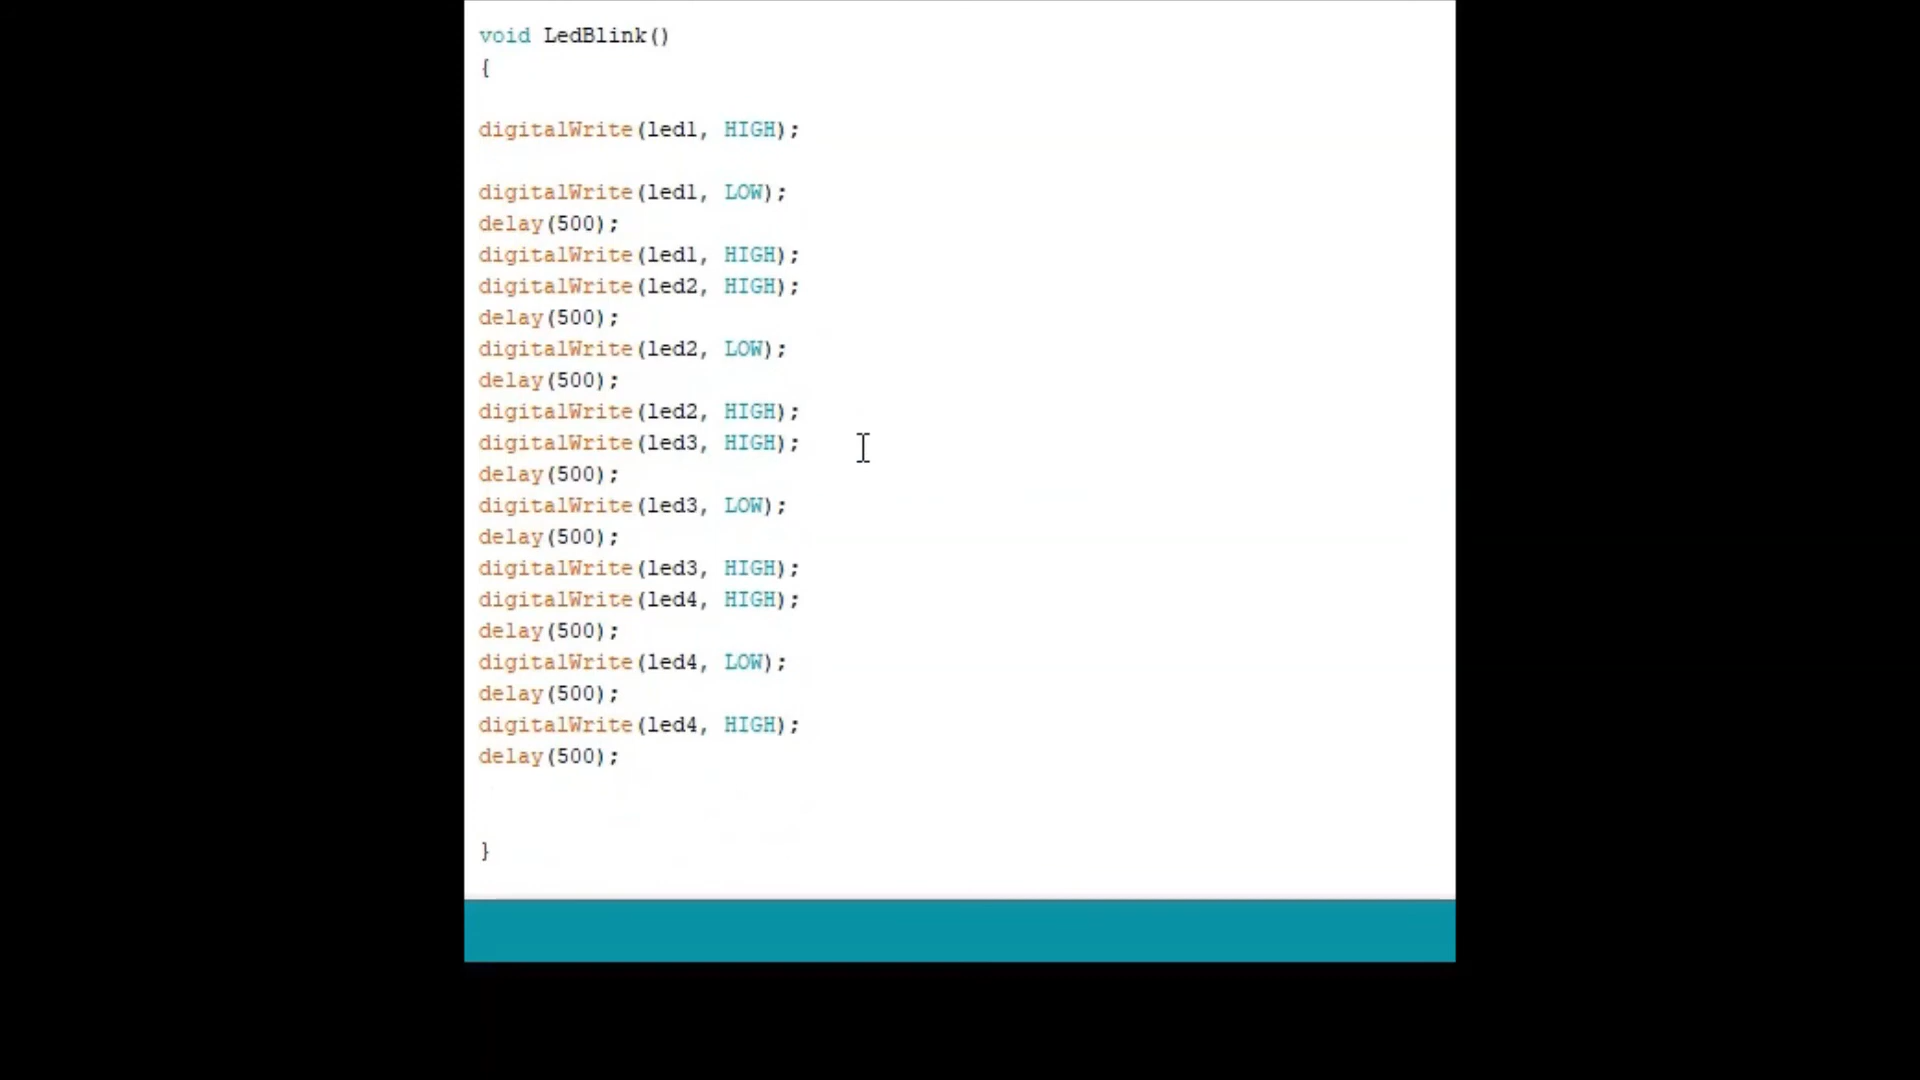 void LedBlink()
{
digitalWrite(led1, HIGH);
digitalWrite(led1, LOW);
delay(500);
digitalWrite(led1, HIGH);
digitalWrite(led2, HIGH);
delay(500);
digitalWrite(led2, LOW);
delay(500);
digitalWrite(led2, HIGH);
digitalWrite(led3, HIGH);
delay(500);
digitalWrite(led3, LOW);
delay(500);
digitalWrite(led3, HIGH);
digitalWrite(led4, HIGH);
delay(500);
digitalWrite(led4, LOW);
delay(500);
digitalWrite(led4, HIGH);
delay(500);
}